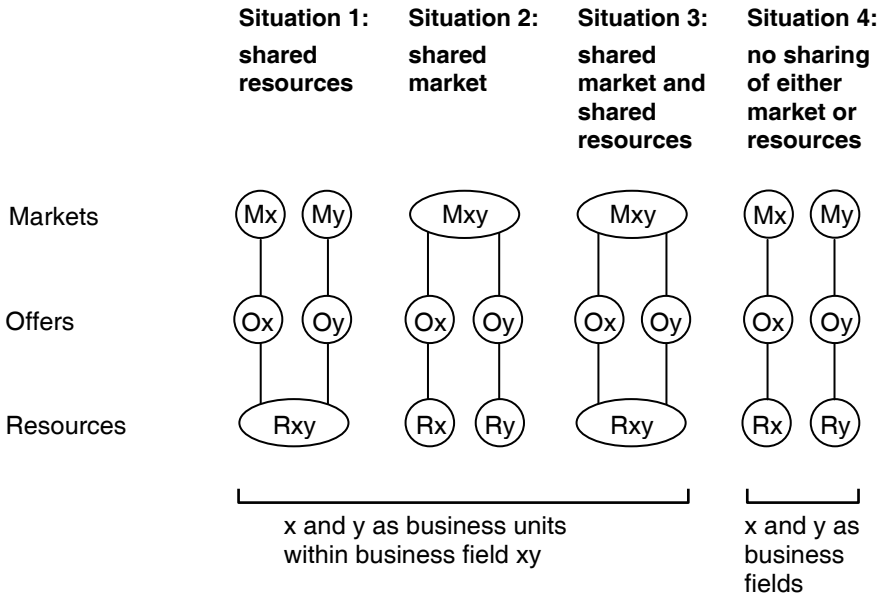 Situation 1: Situation 2: Situation 3: Situation 4:
shared shared shared no sharing
resources market market and of either
shared market or
resources resources
Markets Mx My Mxy Mxy Mx My
Offers Ox Oy Ox Oy Ox Oy Ox Oy
Resources Rxy Rx Ry Rxy Rx Ry
x and y as business units x and y as
within business field xy business
fields